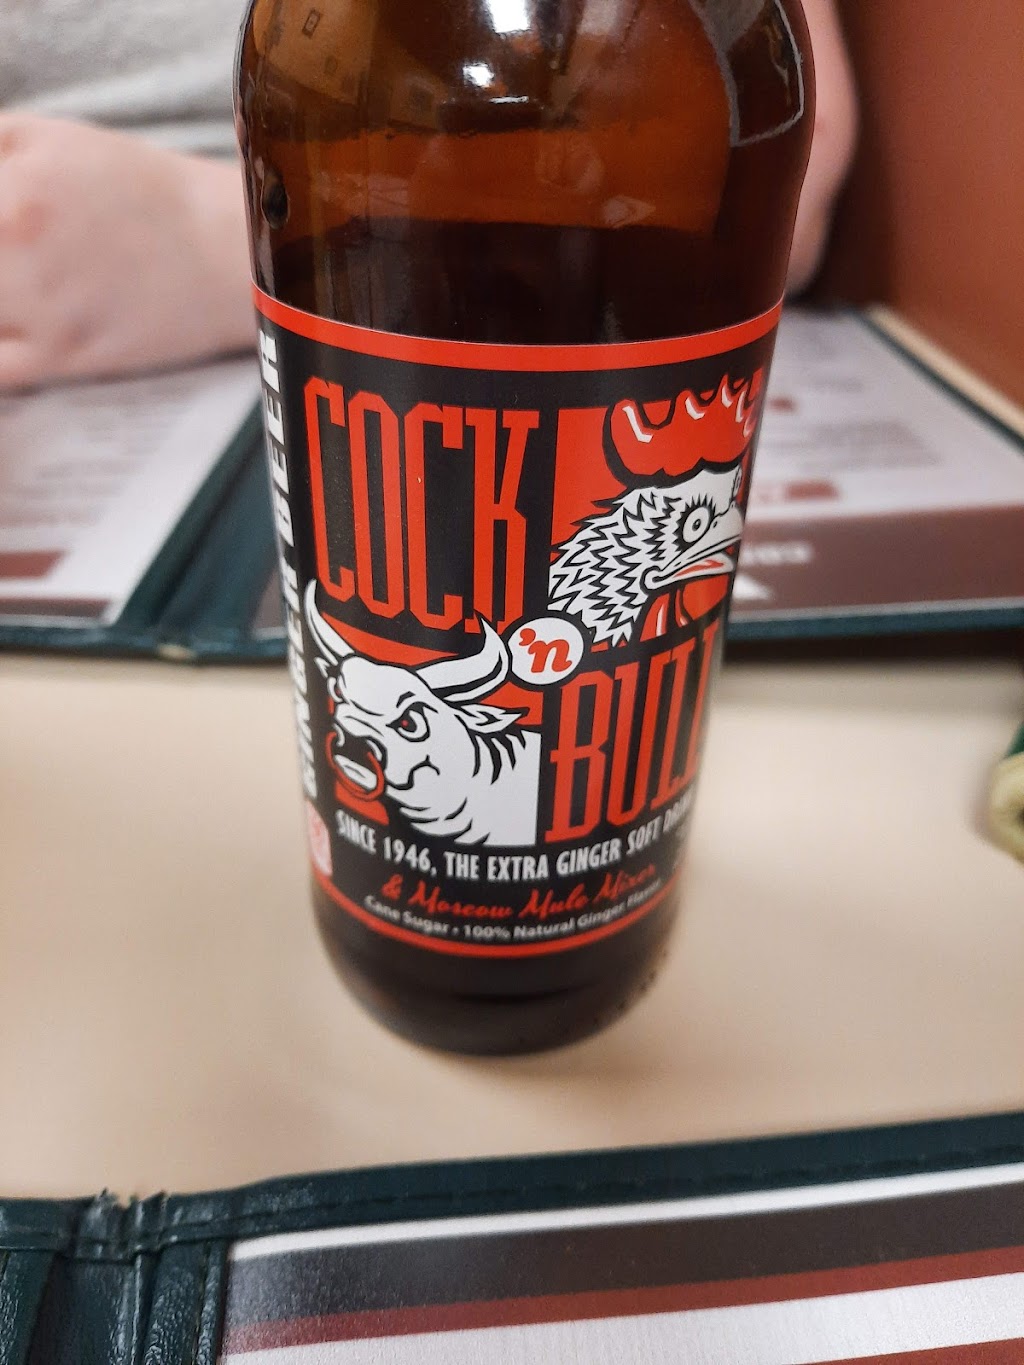 GINGER BEER
COCK
'n
BULL
SINCE 1946, THE EXTRA GINGER SOFT DRINK
& Moscow Mule Mixer
Cane Sugar • 100% Natural Ginger Flavor